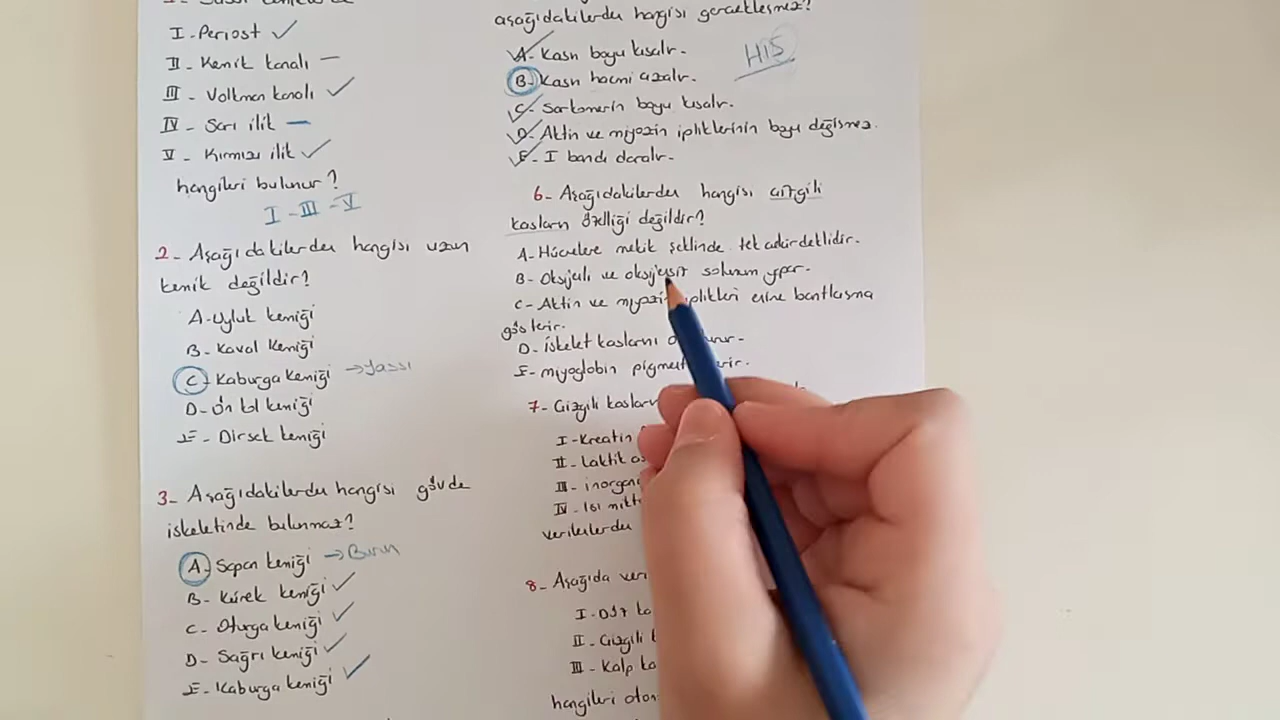 I - Periost ✓
II - Kemik kanalı —
III - Volkman kanalı ✓
IV - Sarı ilik —
V - Kırmızı ilik ✓
hangileri bulunur?
I - III - V
2- Aşağıdakilerden hangisi uzun
kemik değildir?
A- Uyluk kemiği
B- Kaval kemiği
C- Kaburga kemiği → Yassı
D- Ön kol kemiği
E- Dirsek kemiği
3- Aşağıdakilerden hangisi gövde
iskeletinde bulunmaz?
A- Sapan kemiği → Burun
B- Kürek kemiği ✓
C- Oturga kemiği ✓
D- Sağrı kemiği ✓
E- Kaburga kemiği ✓
aşağıdakilerden hangisi gerçekleşmez?
A- Kasın boyu kısalır.
HIS
B- Kasın hacmi azalır.
C- Sarkomerin boyu kısalır.
D- Aktin ve miyozin ipliklerinin boyu değişmez.
E- I bandı daralır.
6- Aşağıdakilerden hangisi çizgili
kasların özelliği değildir?
A- Hücreleri mekik şeklinde tek çekirdeklidir.
B- Oksijenli ve oksijensiz solunum yapar.
C- Aktin ve miyozin iplikleri enine bantlaşma
gösterir.
D- İskelet kaslarını
E- miyoglobin
7- Çizgili kasların
I - Kreatin
II - Laktik
III -
IV - Isı
verilerden
8- Aşağıda
I - Düz
II - Çizgili
III - Kalp
hangileri